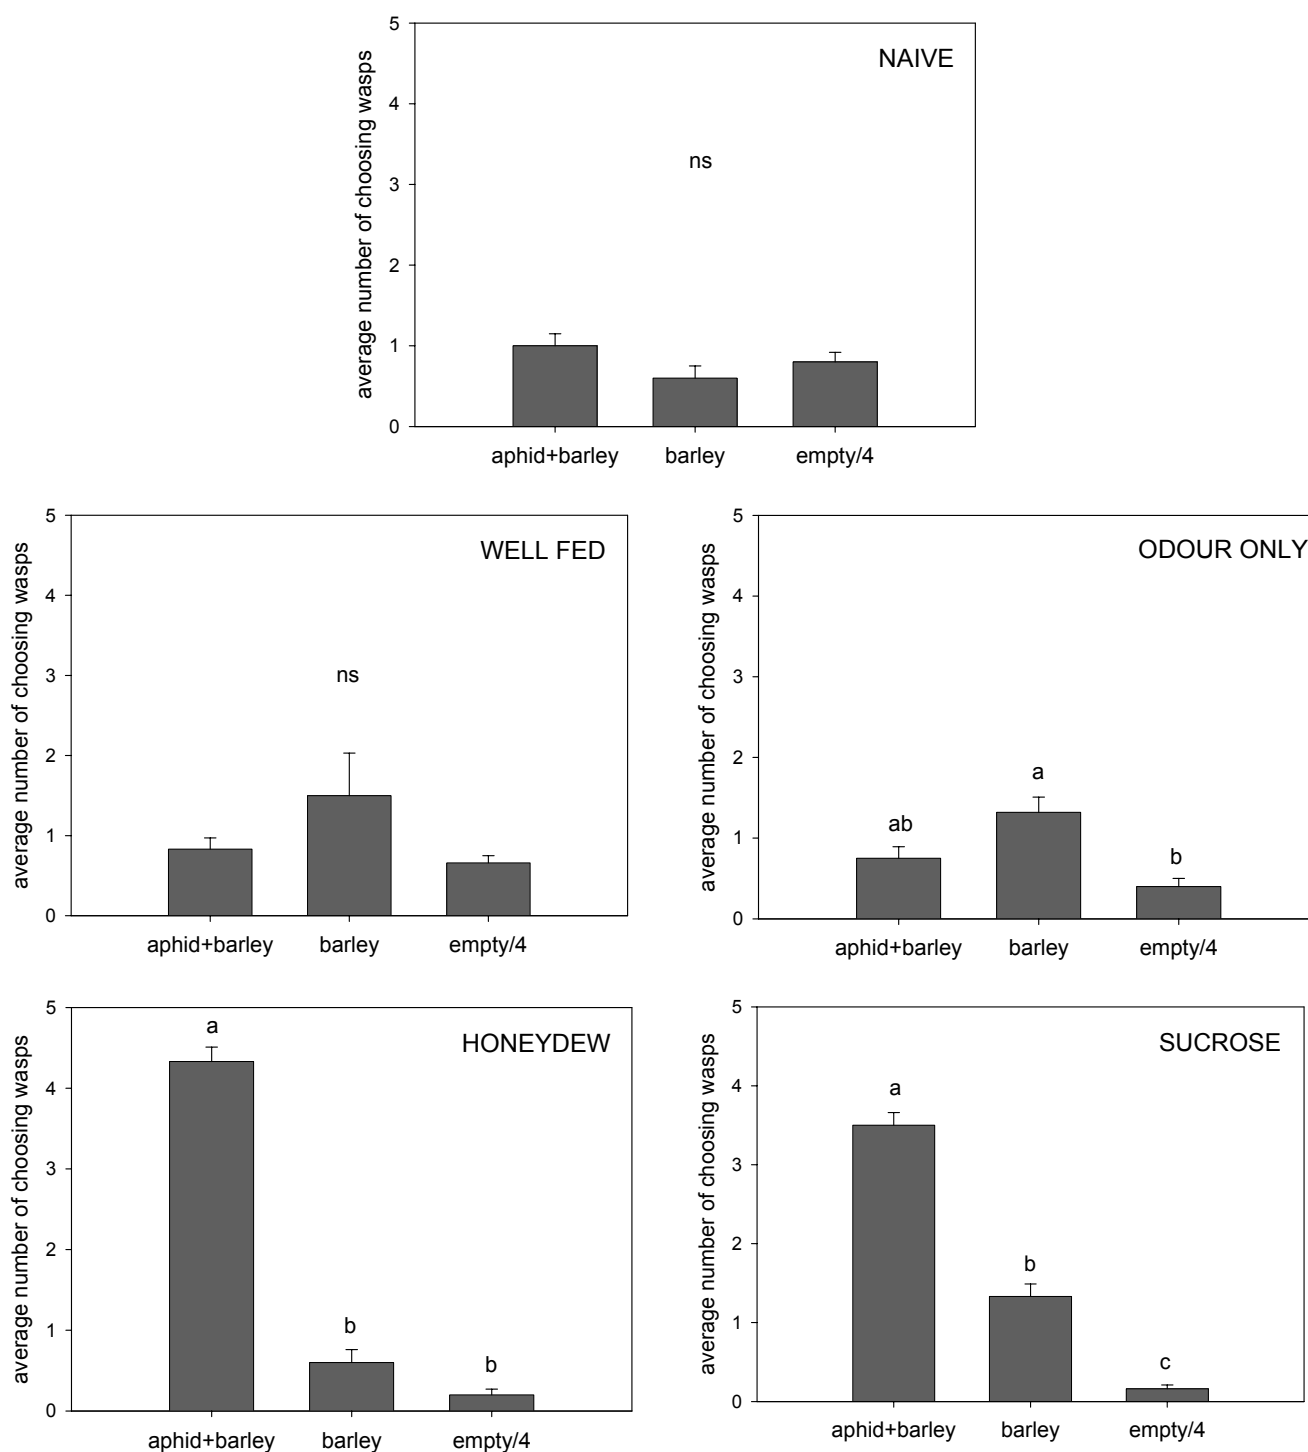 NAIVE
average number of choosing wasps
5
4
3
2
1
0
ns
aphid+barley barley empty/4
WELL FED
average number of choosing wasps
5
4
3
2
1
0
ns
aphid+barley barley empty/4
ODOUR ONLY
average number of choosing wasps
5
4
3
2
1
0
ab a b
aphid+barley barley empty/4
HONEYDEW
average number of choosing wasps
5
4
3
2
1
0
a b b
aphid+barley barley empty/4
SUCROSE
average number of choosing wasps
5
4
3
2
1
0
a b c
aphid+barley barley empty/4